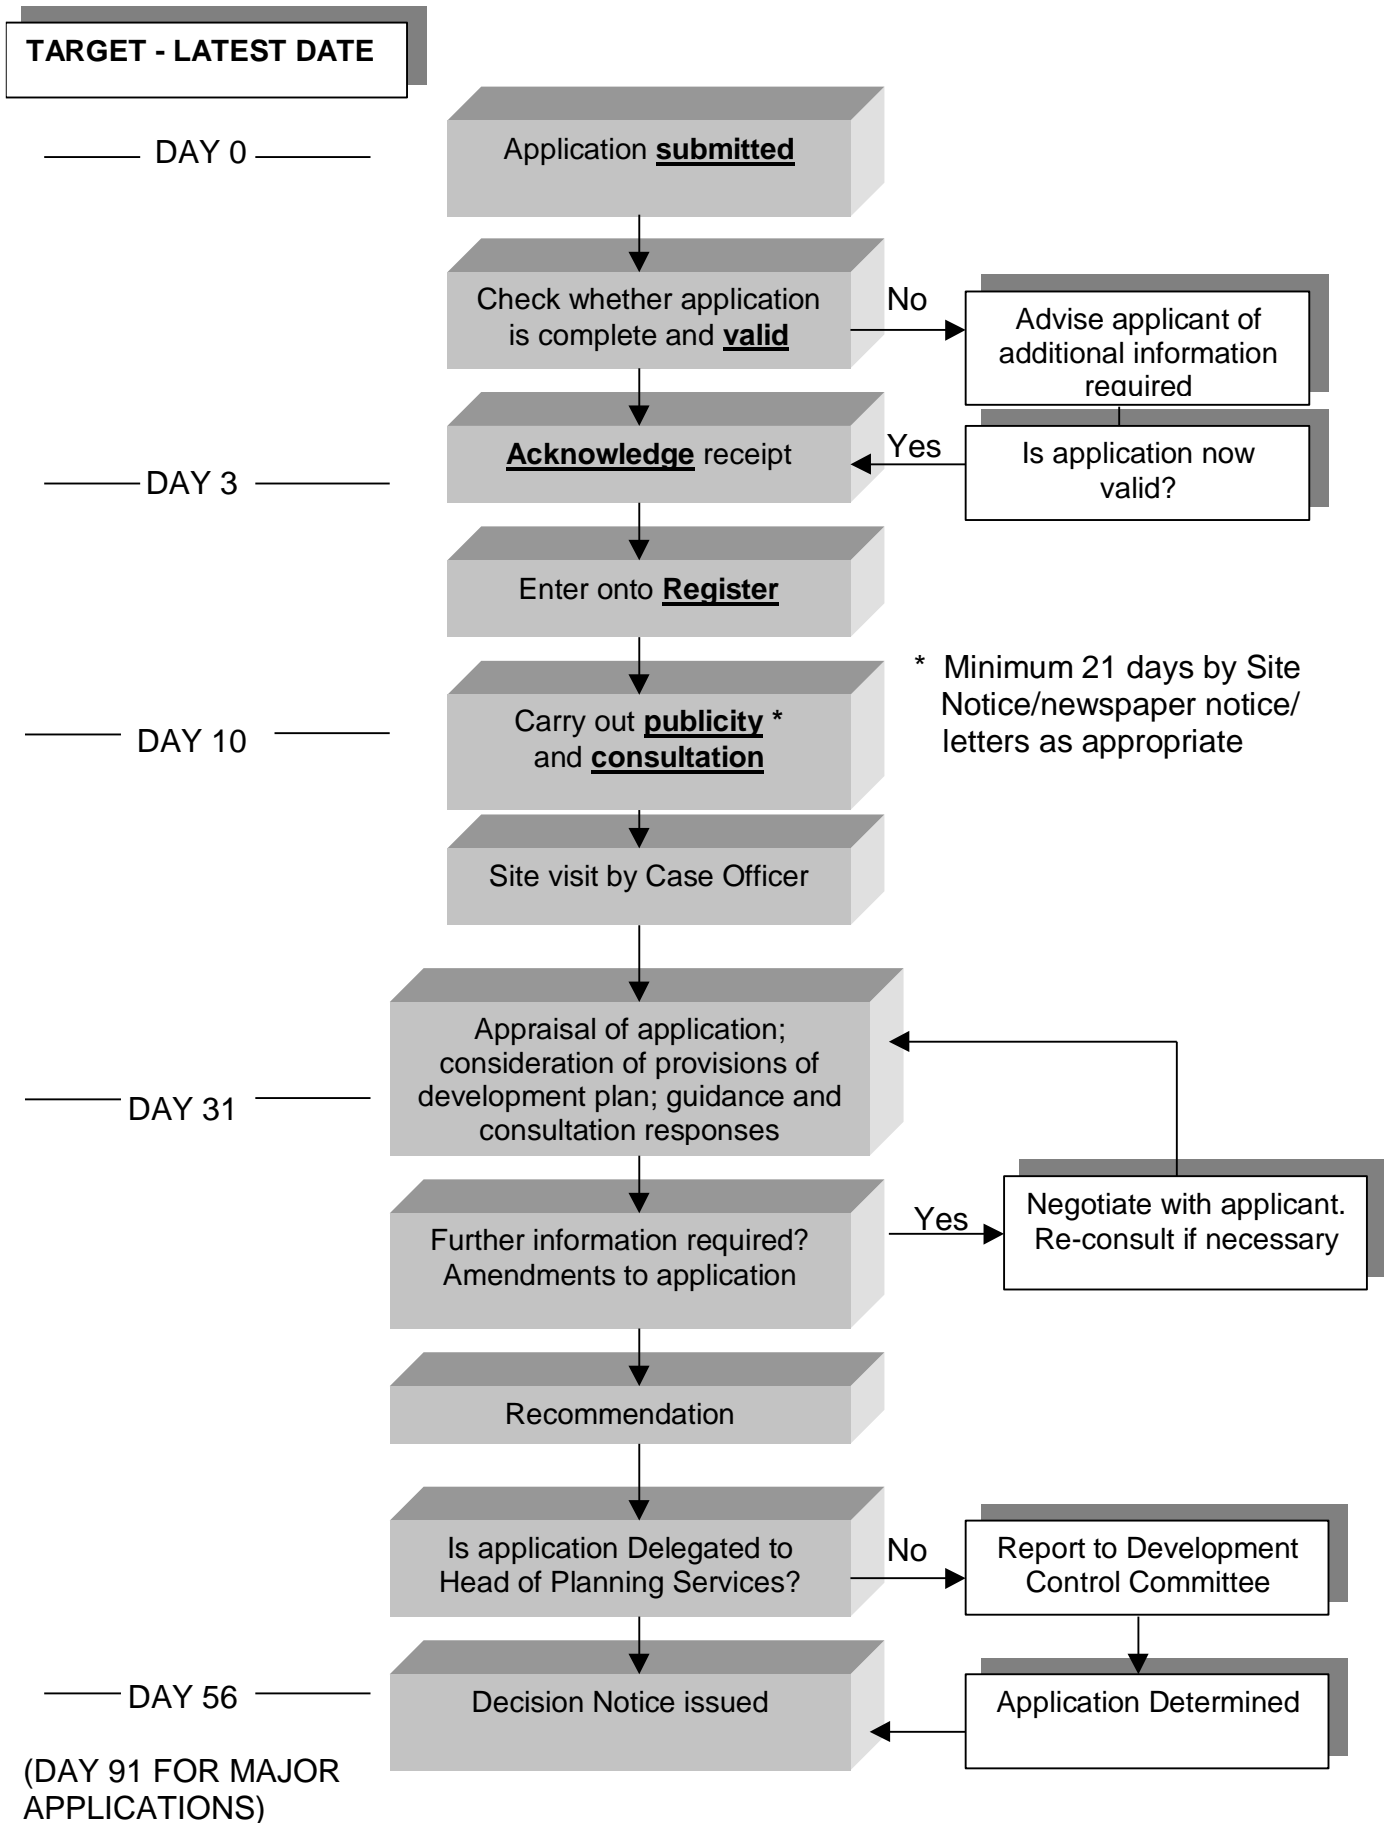 TARGET - LATEST DATE
DAY 0
Application submitted
Check whether application
is complete and valid
No
Advise applicant of
additional information
required
Acknowledge receipt
Yes
Is application now
valid?
DAY 3
Enter onto Register
Carry out publicity *
and consultation
* Minimum 21 days by Site
Notice/newspaper notice/
letters as appropriate
DAY 10
Site visit by Case Officer
Appraisal of application;
consideration of provisions of
development plan; guidance and
consultation responses
DAY 31
Further information required?
Amendments to application
Yes
Negotiate with applicant.
Re-consult if necessary
Recommendation
Is application Delegated to
Head of Planning Services?
No
Report to Development
Control Committee
DAY 56
Decision Notice issued
Application Determined
(DAY 91 FOR MAJOR
APPLICATIONS)